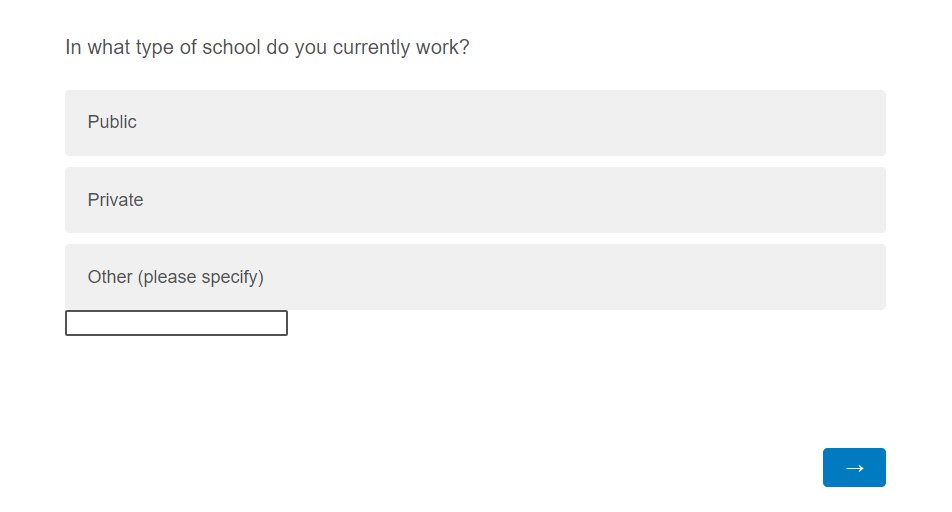 In what type of school do you currently work?
Public
Private
Other (please specify)
→